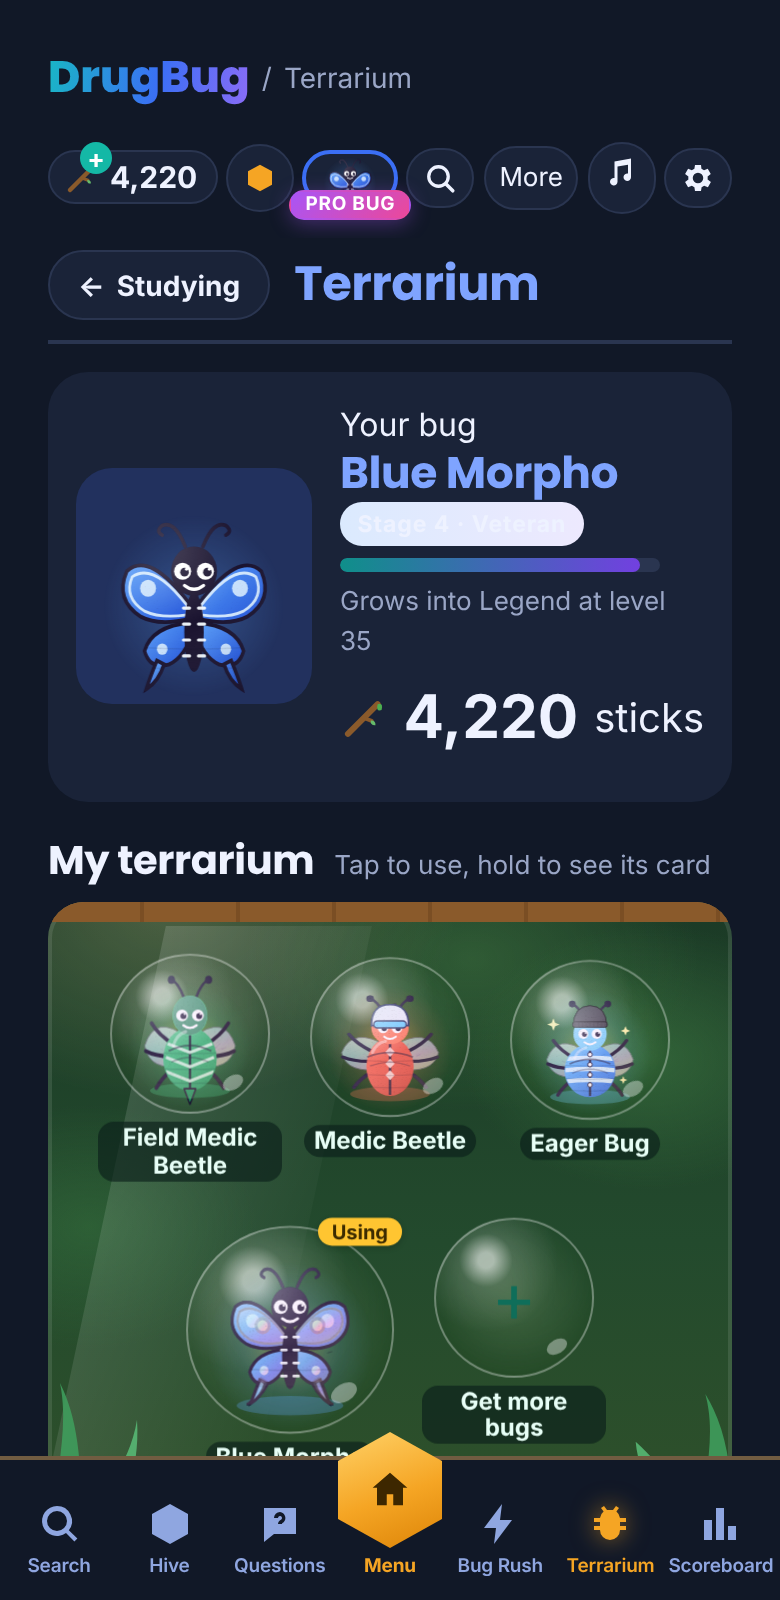 DrugBug / Terrarium
4,220
More
PRO BUG
← Studying
Terrarium
Your bug
Blue Morpho
Stage 4 · Veteran
Grows into Legend at level
35
4,220 sticks
My terrarium
Tap to use, hold to see its card
Field Medic
Beetle
Medic Beetle
Eager Bug
Using
Get more
bugs
Blue Morpho
Search
Hive
Questions
Menu
Bug Rush
Terrarium
Scoreboard